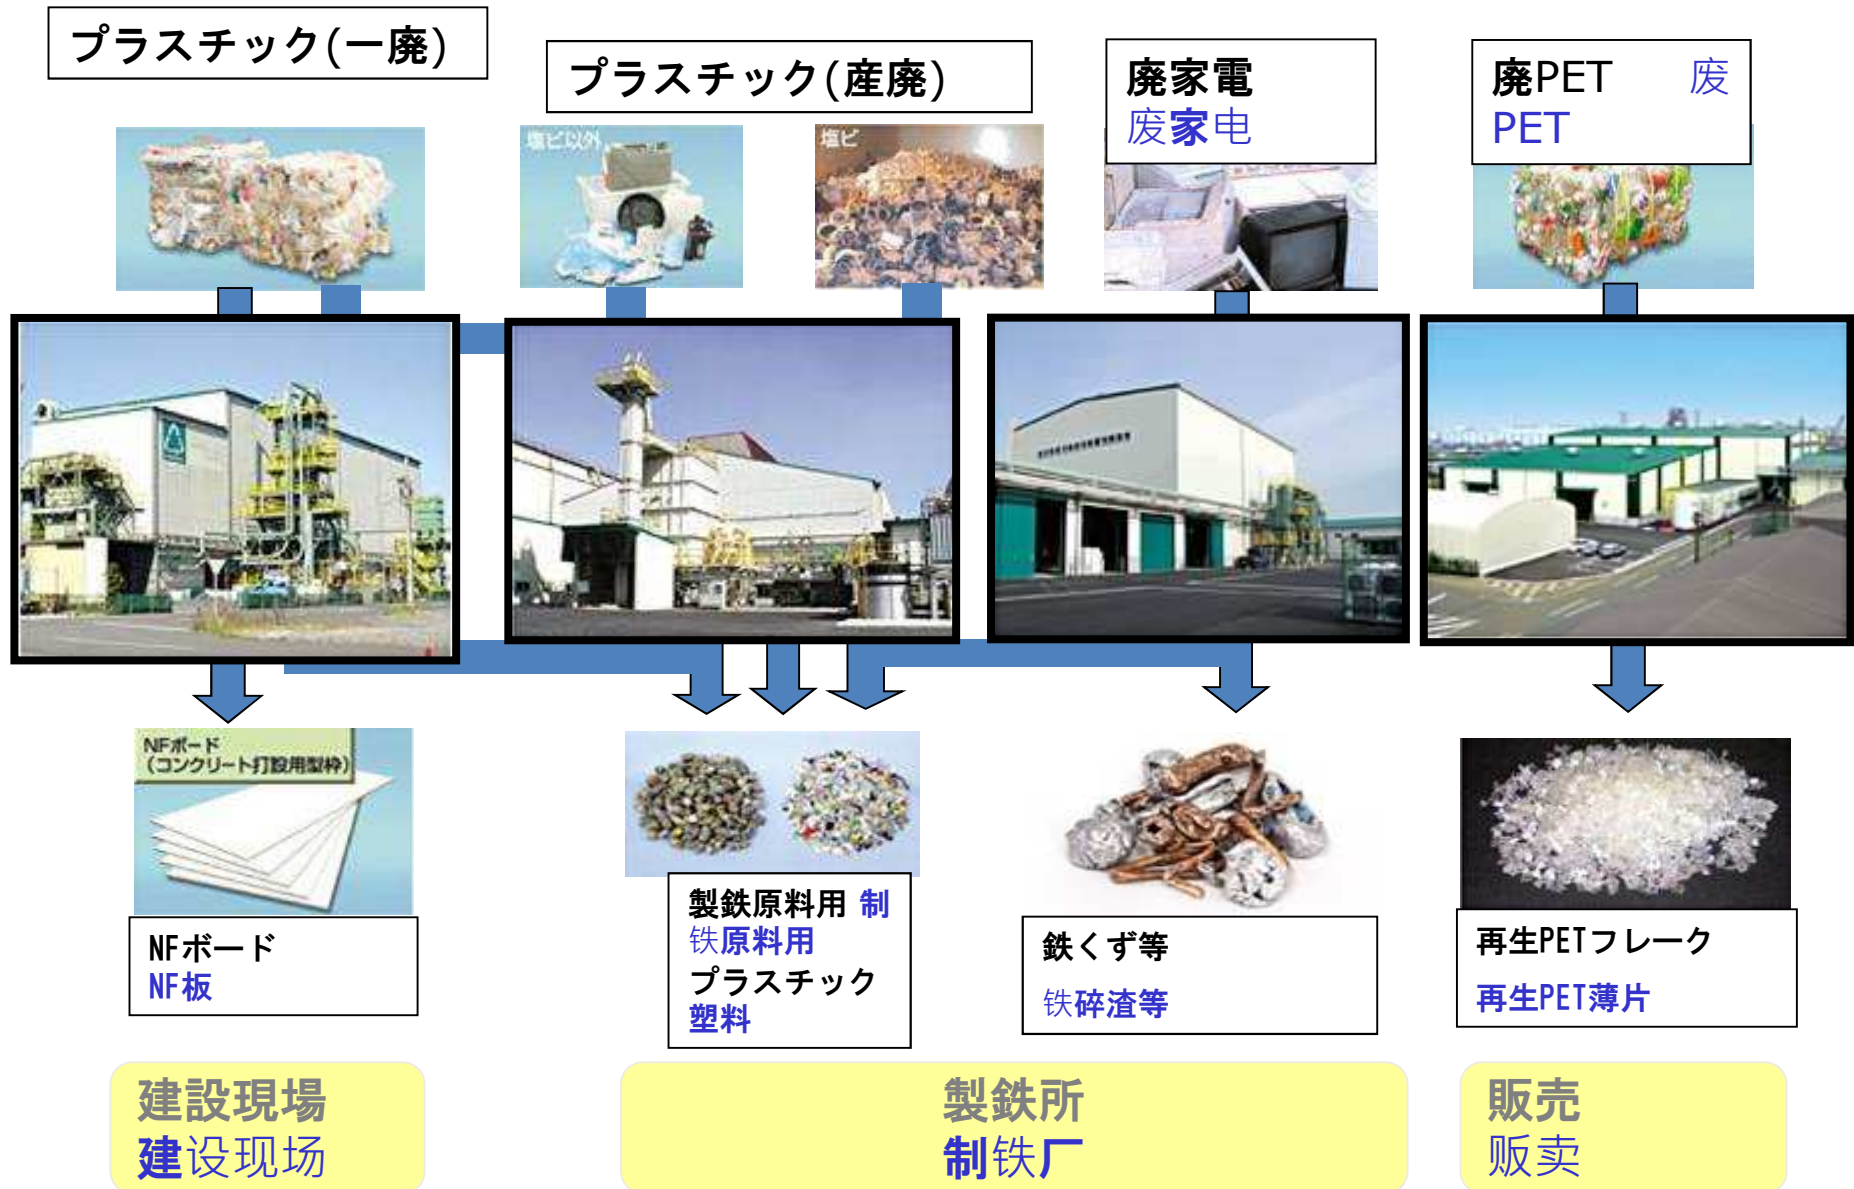 プラスチック(一廃)
プラスチック(産廃)
廃家電
废家电
廃PET 废
PET
塩ビ以外
塩ビ
NFボード
(コンクリート打設用型枠)
NFボード
NF板
製鉄原料用 制
铁原料用
プラスチック
塑料
鉄くず等
铁碎渣等
再生PETフレーク
再生PET薄片
建設現場
建设现场
製鉄所
制铁厂
販売
贩卖